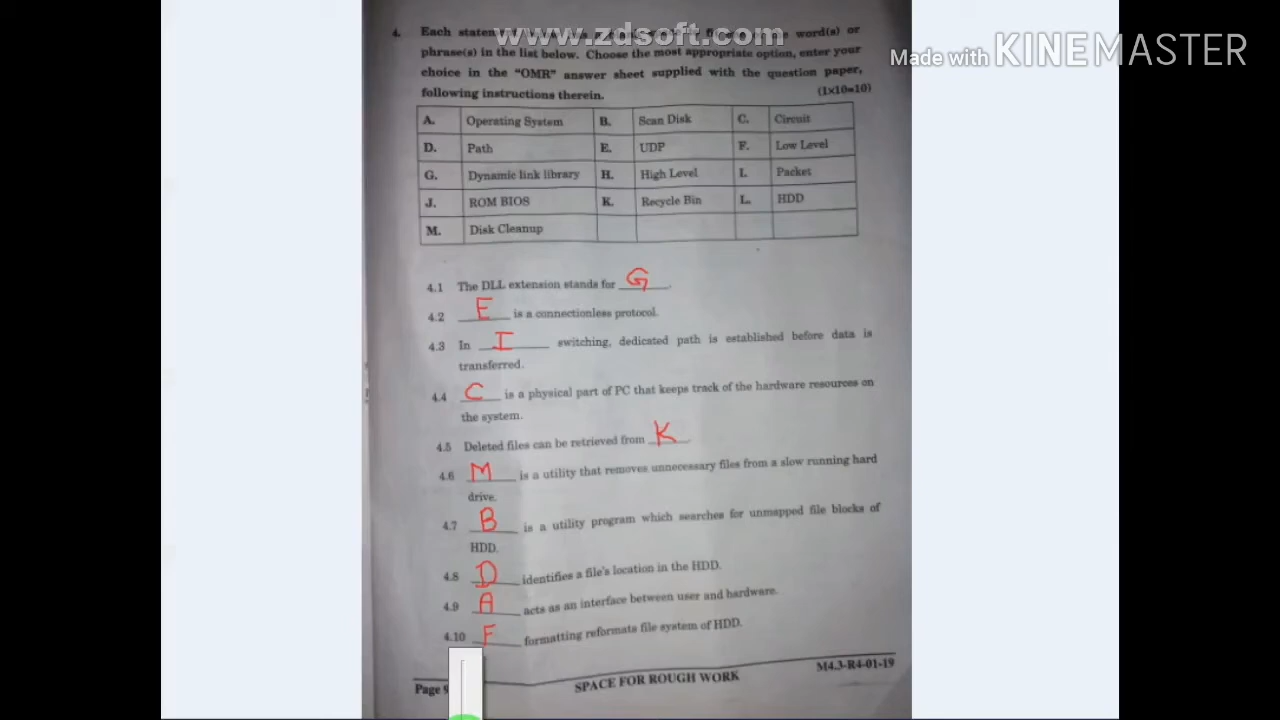 www.zdsoft.com
Made with KINEMASTER
4. Each word(s) or
phrase(s) in the list below. Choose the most appropriate option, enter your
choice in the "OMR" answer sheet supplied with the question paper,
following instructions therein. (1x10=10)
A. Operating System B. Scan Disk C. Circuit
D. Path E. UDP F. Low Level
G. Dynamic link library H. High Level I. Packet
J. ROM BIOS K. Recycle Bin L. HDD
M. Disk Cleanup
4.1 The DLL extension stands for G.
4.2 E is a connectionless protocol.
4.3 In I switching, dedicated path is established before data is
transferred.
4.4 C is a physical part of PC that keeps track of the hardware resources on
the system.
4.5 Deleted files can be retrieved from K.
4.6 M is a utility that removes unnecessary files from a slow running hard
drive.
4.7 B is a utility program which searches for unmapped file blocks of
HDD.
4.8 D identifies a file's location in the HDD.
4.9 A acts as an interface between user and hardware.
4.10 F formatting reformats file system of HDD.
Page SPACE FOR ROUGH WORK M4.3-R4-01-19